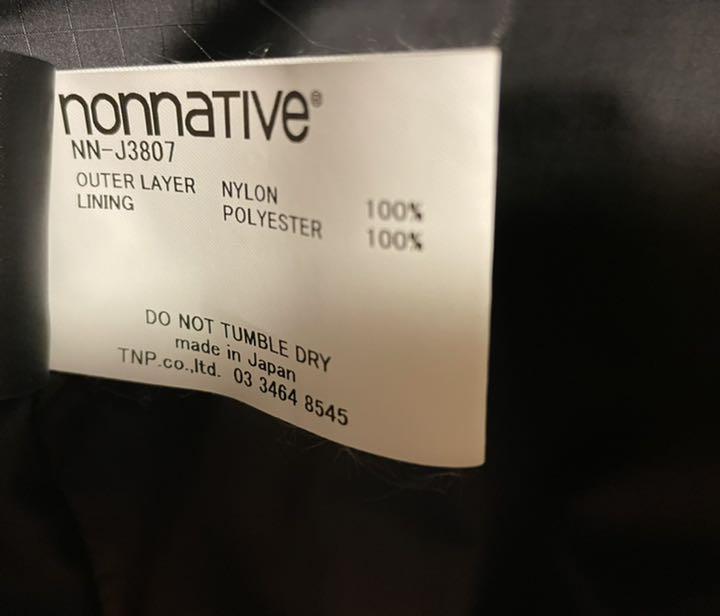 nonnaTIVe®
NN-J3807
OUTER LAYER NYLON 100%
LINING POLYESTER 100%
DO NOT TUMBLE DRY
made in Japan
TNP.co.,ltd. 03 3464 8545